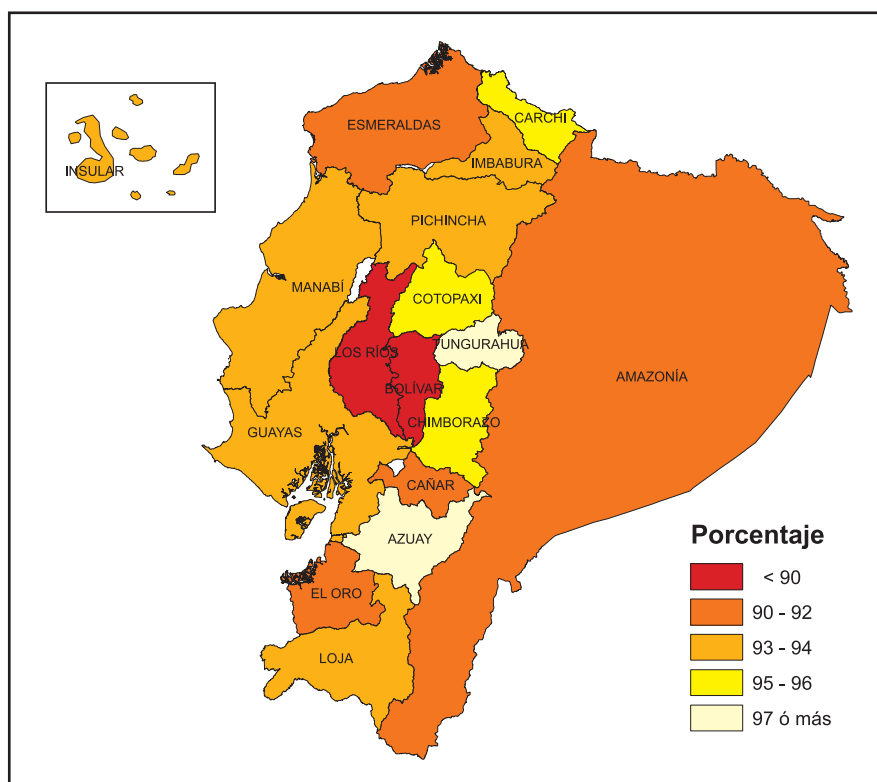 ESMERALDAS
CARCHI
IMBABURA
INSULAR
PICHINCHA
MANABÍ
COTOPAXI
TUNGURAHUA
LOS RÍOS
BOLÍVAR
AMAZONÍA
CHIMBORAZO
GUAYAS
CAÑAR
AZUAY
EL ORO
LOJA
Porcentaje
< 90
90 - 92
93 - 94
95 - 96
97 ó más